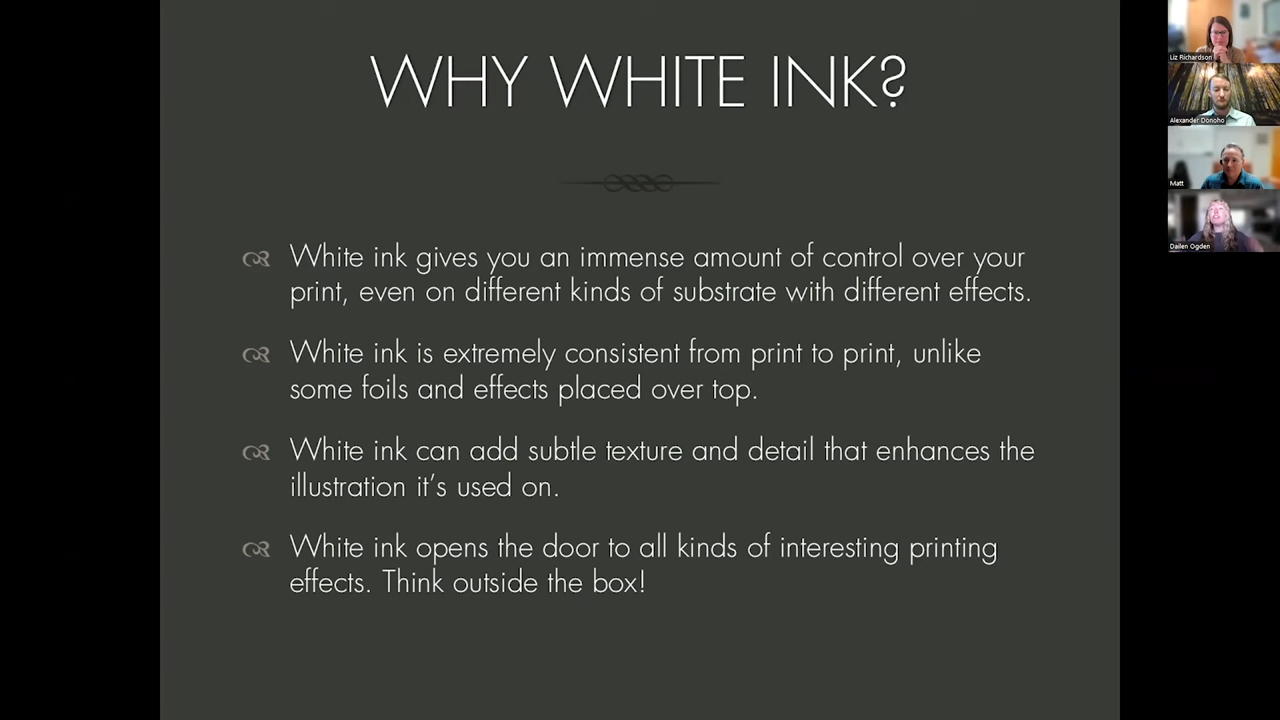 WHY WHITE INK?
White ink gives you an immense amount of control over your
print, even on different kinds of substrate with different effects.
White ink is extremely consistent from print to print, unlike
some foils and effects placed over top.
White ink can add subtle texture and detail that enhances the
illustration it’s used on.
White ink opens the door to all kinds of interesting printing
effects. Think outside the box!
Liz Richardson
Alexander Donoho
Matt
Dailen Ogden